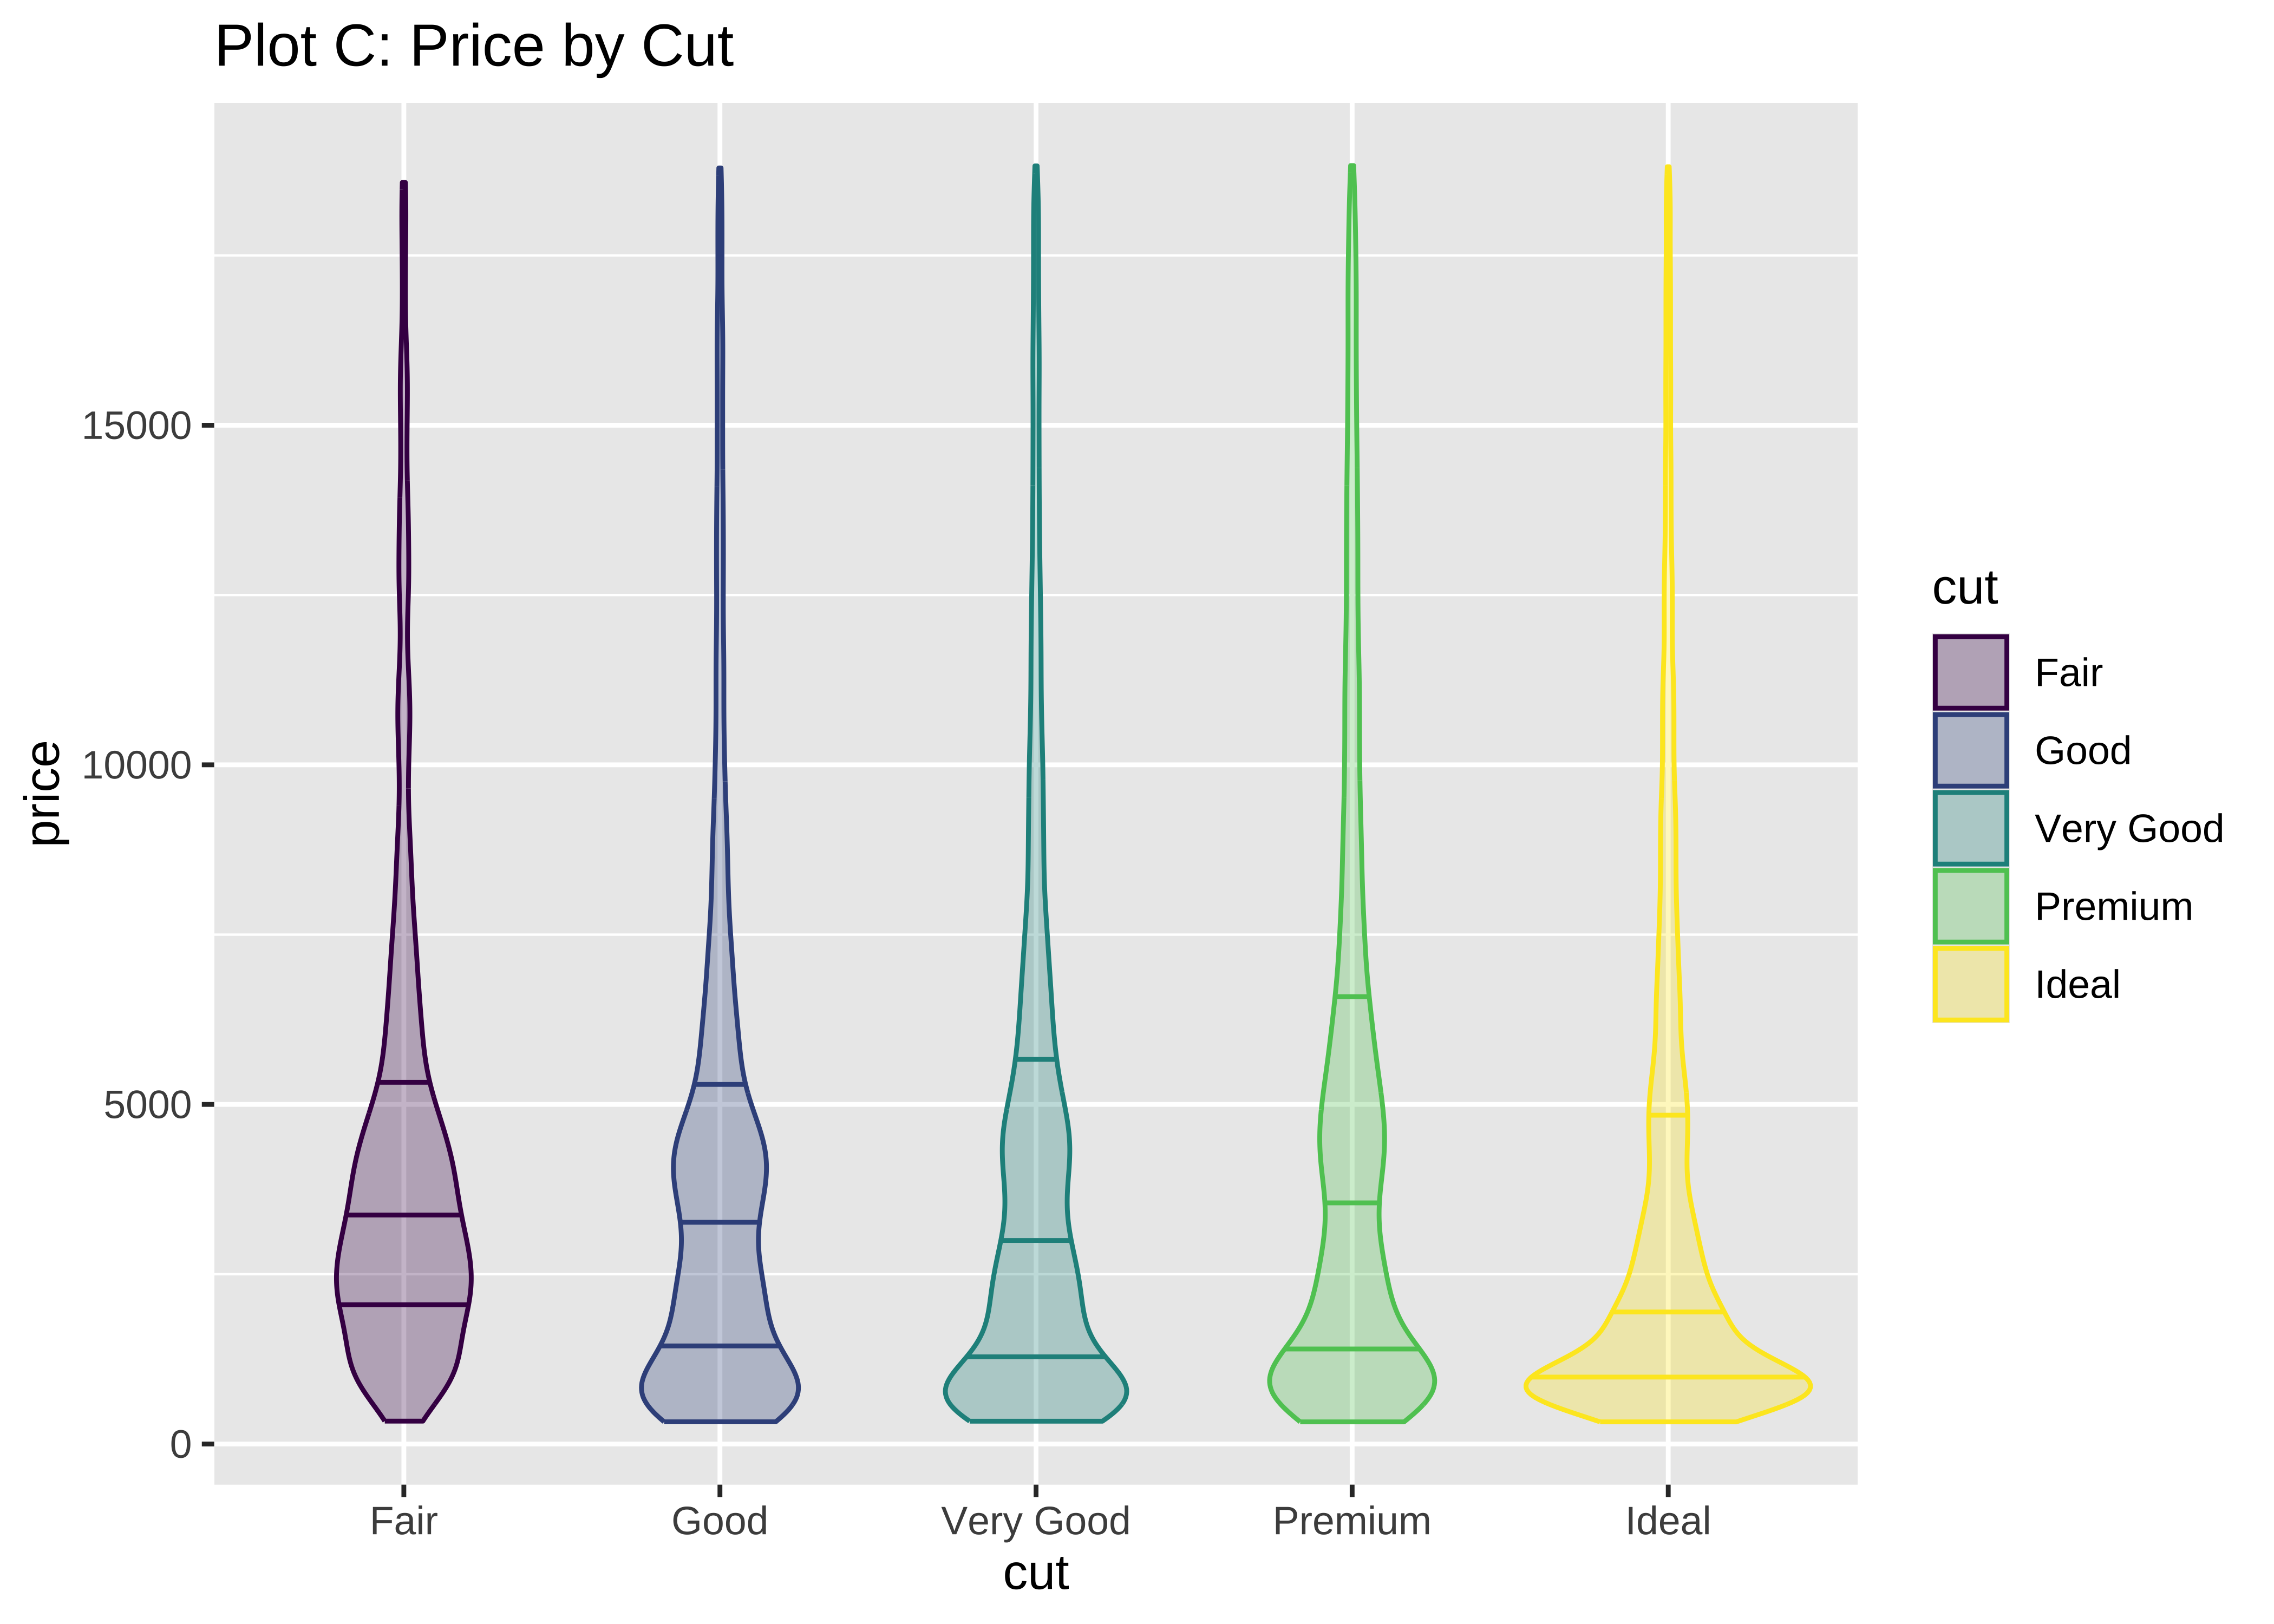 Plot C: Price by Cut
15000
10000
5000
0
price
Fair
Good
Very Good
Premium
Ideal
cut
cut
Fair
Good
Very Good
Premium
Ideal